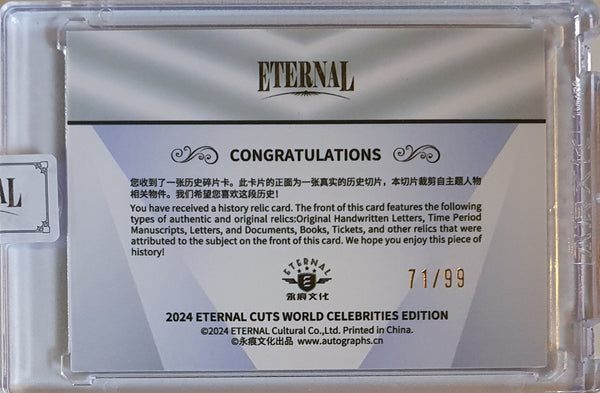 ETERNAL
CONGRATULATIONS
您收到了一张历史碎片卡。此卡片的正面为一张真实的历史切片，本切片裁剪自主题人物
相关物件。我们希望您喜欢这段历史！
You have received a history relic card. The front of this card features the following
types of authentic and original relics:Original Handwritten Letters, Time Period
Manuscripts, Letters, and Documents, Books, Tickets, and other relics that were
attributed to the subject on the front of this card. We hope you enjoy this piece of
history!
ETERNAL
永痕文化
71/99
2024 ETERNAL CUTS WORLD CELEBRITIES EDITION
©2024 ETERNAL Cultural Co.,Ltd. Printed in China.
©永痕文化出品 www.autographs.cn
AL